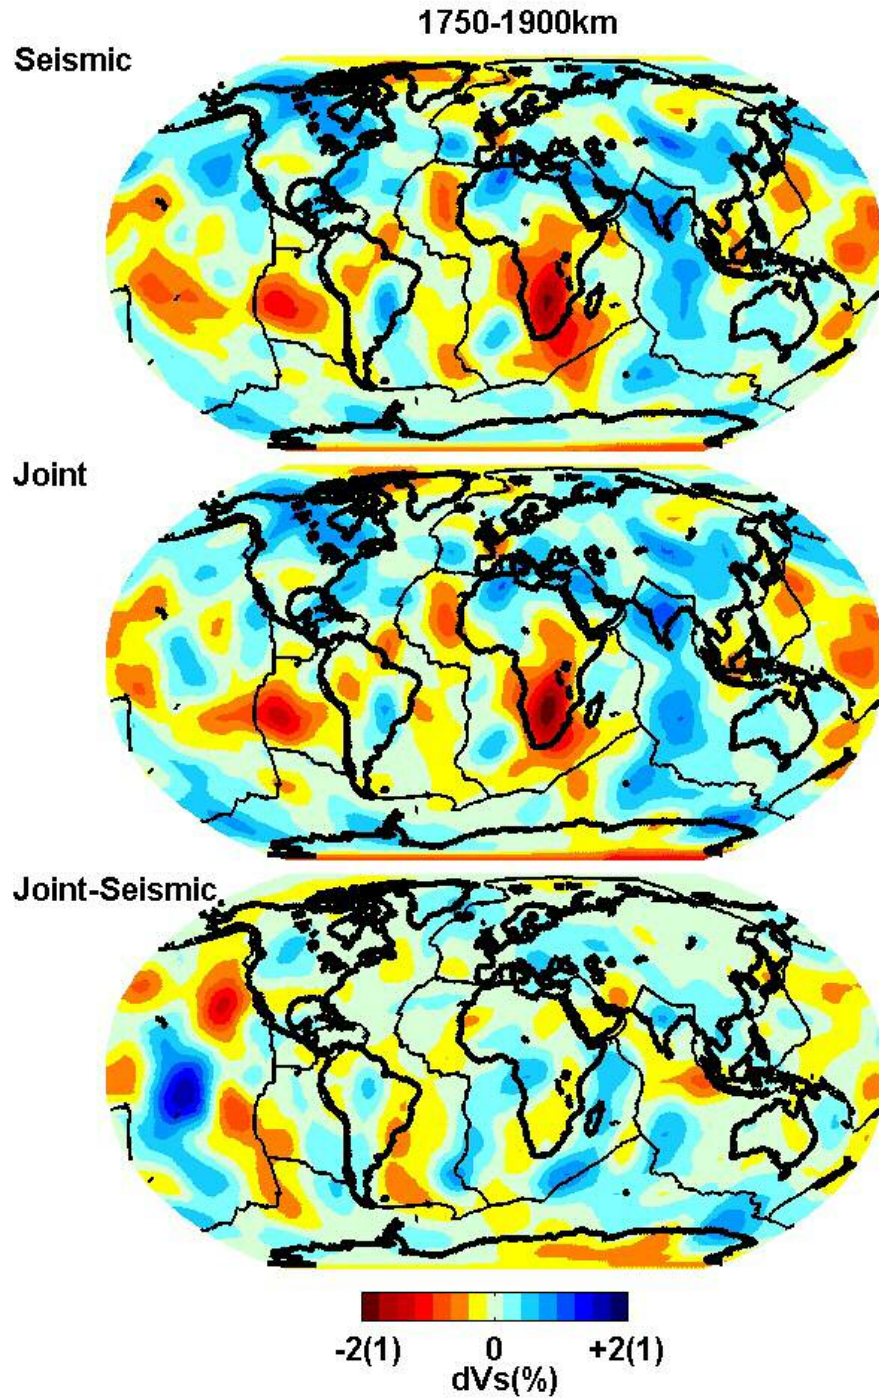 1750-1900km
Seismic
Joint
Joint-Seismic
-2(1) 0 +2(1)
dVs(%)